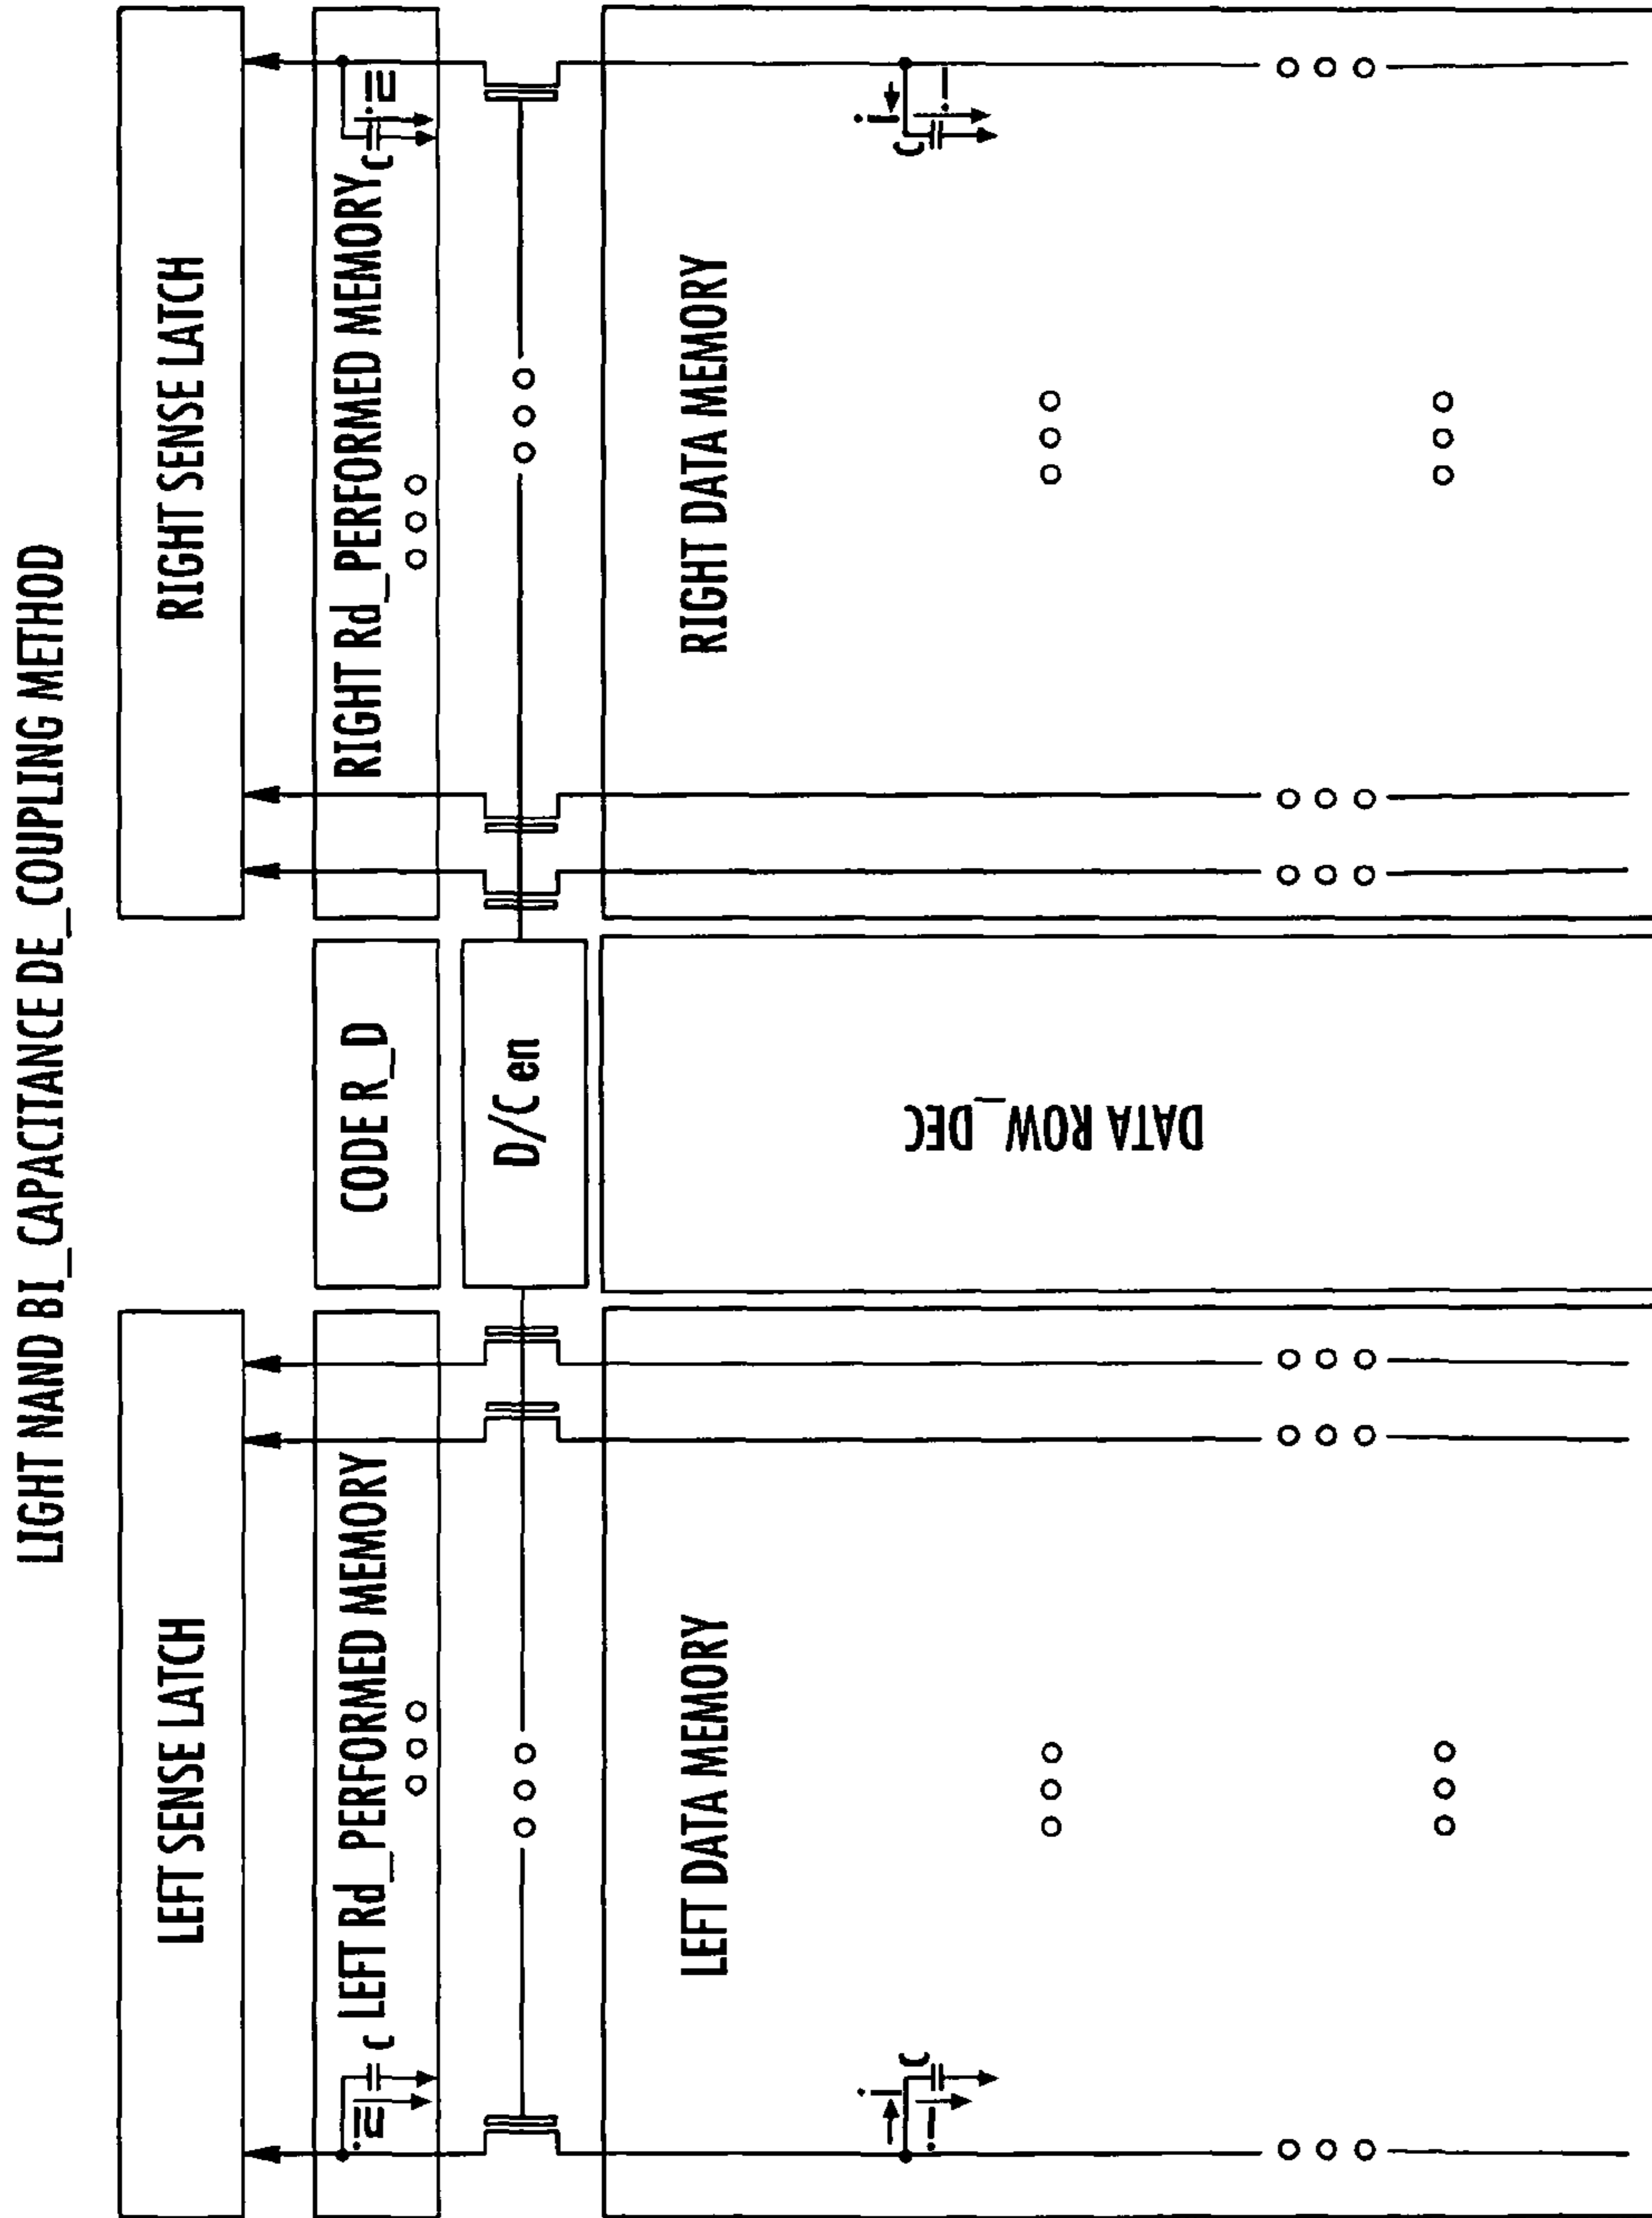 LIGHT NAND BI_CAPACITANCE DE_COUPLING METHOD
LEFT SENSE LATCH
RIGHT SENSE LATCH
c LEFT Rd_PERFORMED MEMORY
CODE R_D
RIGHT Rd_PERFORMED MEMORY c
D/C en
LEFT DATA MEMORY
DATA ROW_DEC
RIGHT DATA MEMORY
i
C
i
C